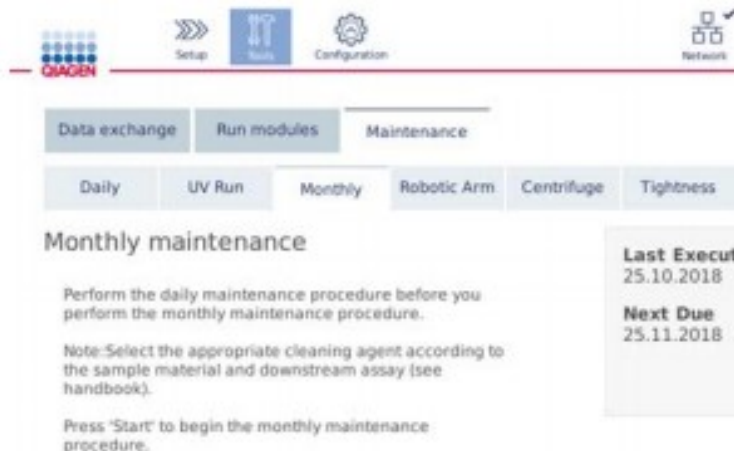 QIAGEN
Setup
Tools
Configuration
Network
Data exchange
Run modules
Maintenance
Daily
UV Run
Monthly
Robotic Arm
Centrifuge
Tightness
Monthly maintenance
Perform the daily maintenance procedure before you
perform the monthly maintenance procedure.
Note:Select the appropriate cleaning agent according to
the sample material and downstream assay (see
handbook).
Press 'Start' to begin the monthly maintenance
procedure.
Last Execut
25.10.2018
Next Due
25.11.2018